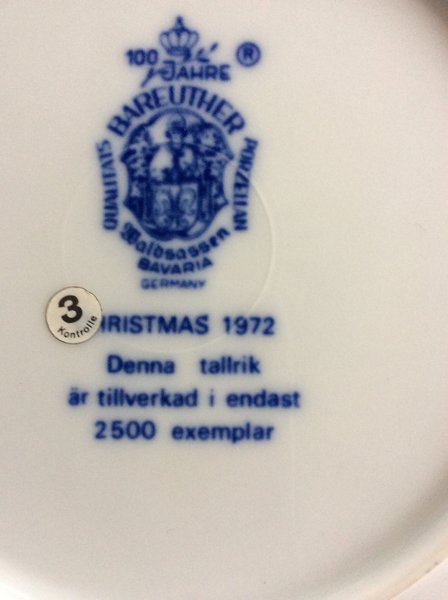 100 JAHRE ®
BAREUTHER
QUALITÄTS PORZELLAN
Waldsassen
BAVARIA
GERMANY
3
Kontrolle
HRISTMAS 1972
Denna tallrik
är tillverkad i endast
2500 exemplar